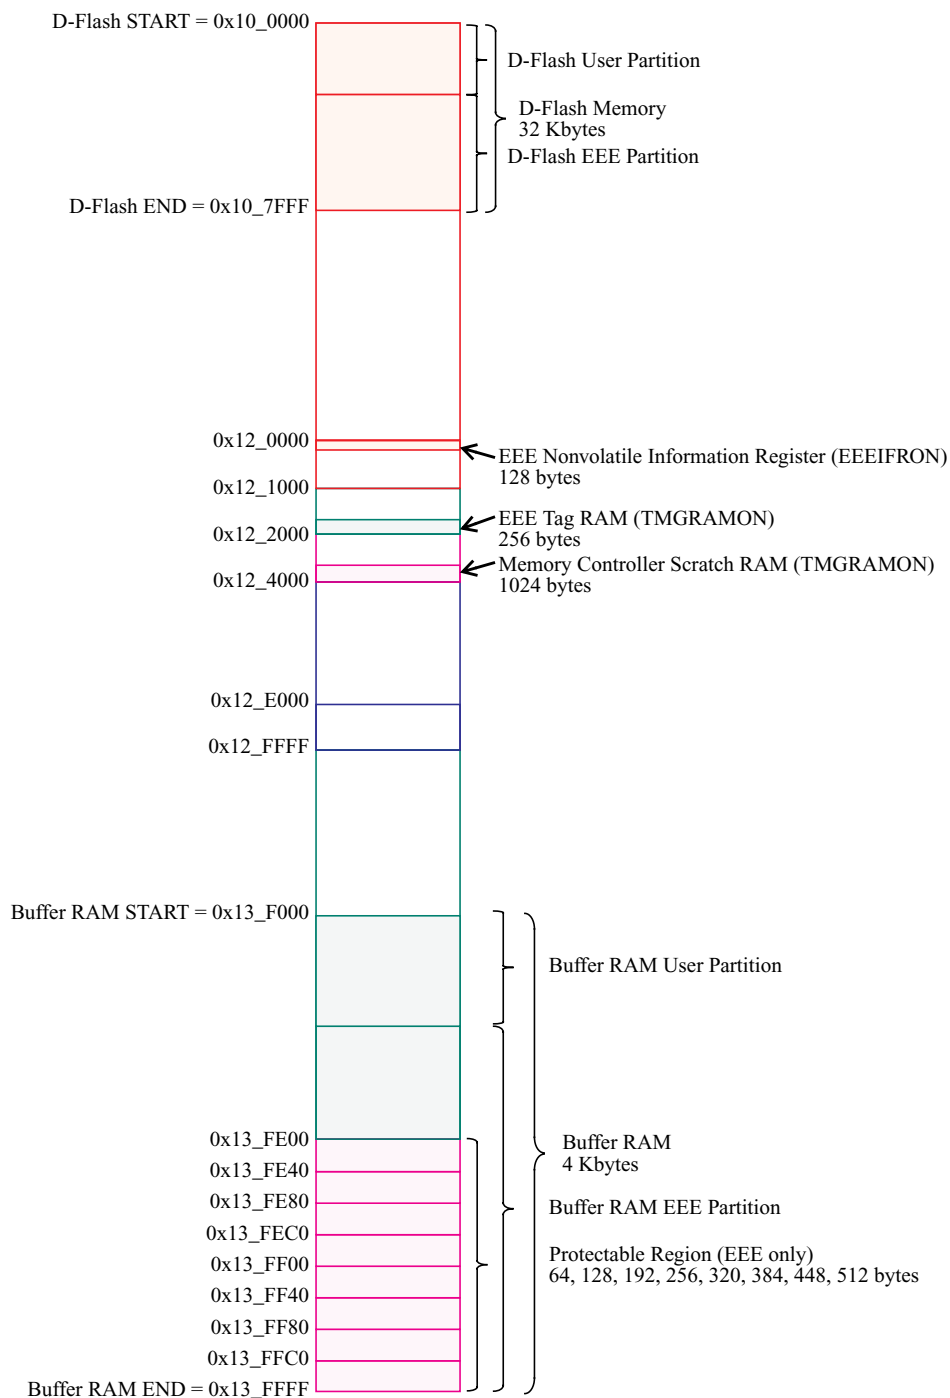 D-Flash START = 0x10_0000
D-Flash User Partition
D-Flash Memory
32 Kbytes
D-Flash EEE Partition
D-Flash END = 0x10_7FFF
0x12_0000
EEE Nonvolatile Information Register (EEEIFRON)
128 bytes
0x12_1000
EEE Tag RAM (TMGRAMON)
256 bytes
0x12_2000
Memory Controller Scratch RAM (TMGRAMON)
1024 bytes
0x12_4000
0x12_E000
0x12_FFFF
Buffer RAM START = 0x13_F000
Buffer RAM User Partition
0x13_FE00
Buffer RAM
4 Kbytes
0x13_FE40
0x13_FE80
Buffer RAM EEE Partition
0x13_FEC0
Protectable Region (EEE only)
64, 128, 192, 256, 320, 384, 448, 512 bytes
0x13_FF00
0x13_FF40
0x13_FF80
0x13_FFC0
Buffer RAM END = 0x13_FFFF